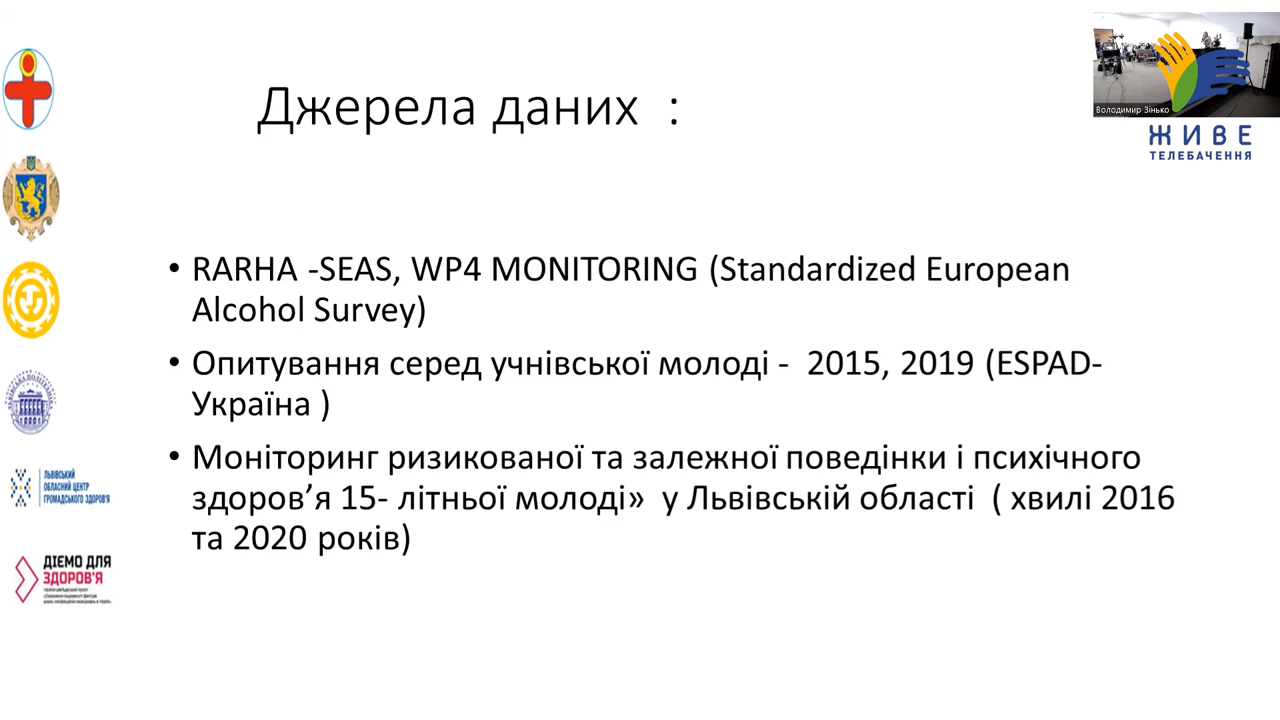 Джерела даних :
Володимир Зінько
ЖИВЕ
ТЕЛЕБАЧЕННЯ
• RARHA -SEAS, WP4 MONITORING (Standardized European
Alcohol Survey)
• Опитування серед учнівської молоді - 2015, 2019 (ESPAD-
Україна )
• Моніторинг ризикованої та залежної поведінки і психічного
здоров’я 15- літньої молоді» у Львівській області ( хвилі 2016
та 2020 років)
ЛЬВІВСЬКИЙ
ОБЛАСНИЙ ЦЕНТР
ГРОМАДСЬКОГО ЗДОРОВ'Я
ДІЄМО ДЛЯ
ЗДОРОВ'Я